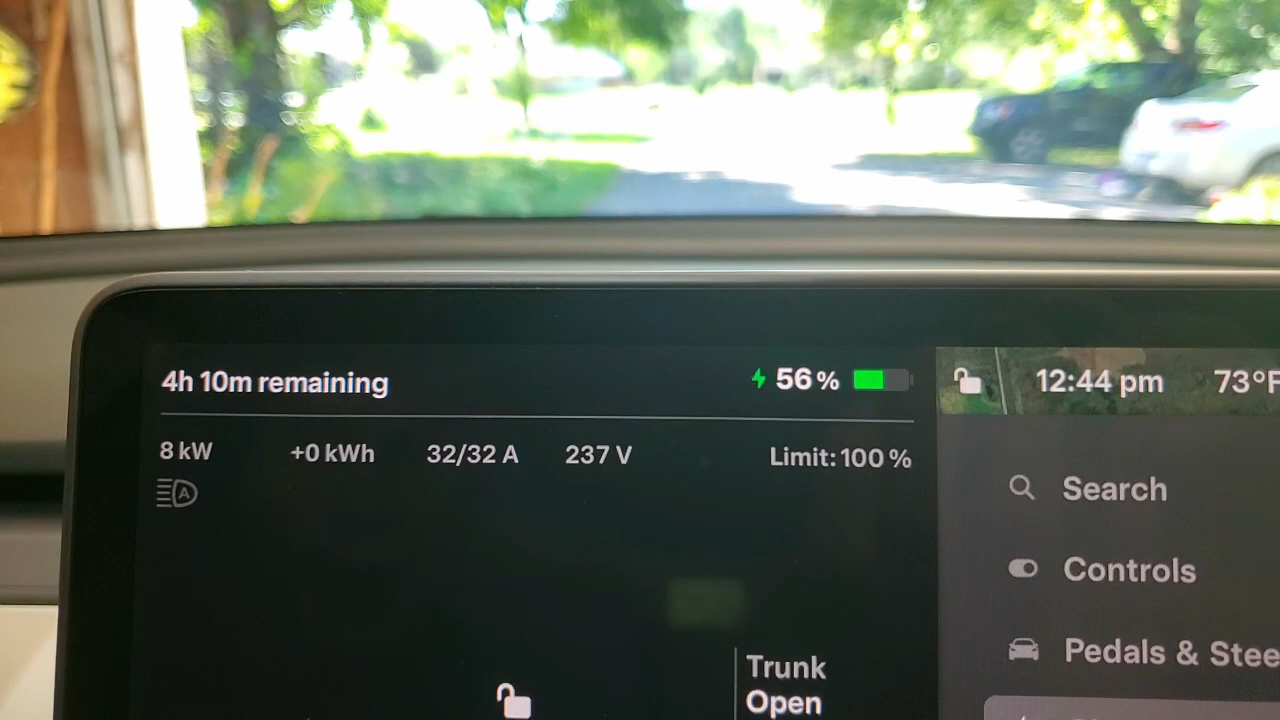 4h 10m remaining
56%
12:44 pm
73°F
8 kW
+0 kWh
32/32 A
237 V
Limit: 100 %
A
Search
Controls
Pedals & Stee
Trunk
Open